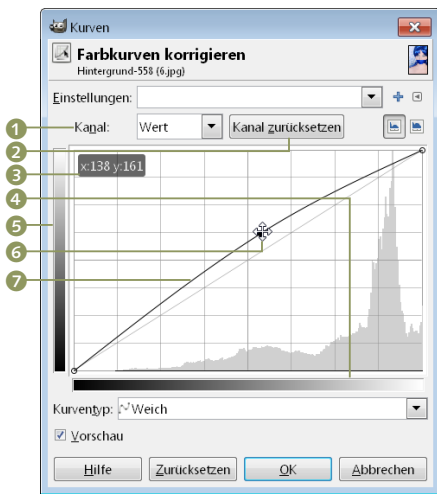 Kurven
Farbkurven korrigieren
Hintergrund-558 (6.jpg)
Einstellungen:
1 Kanal: Wert Kanal zurücksetzen
2
3 x:138 y:161
4
5
6
7
Kurventyp: Weich
Vorschau
Hilfe Zurücksetzen OK Abbrechen